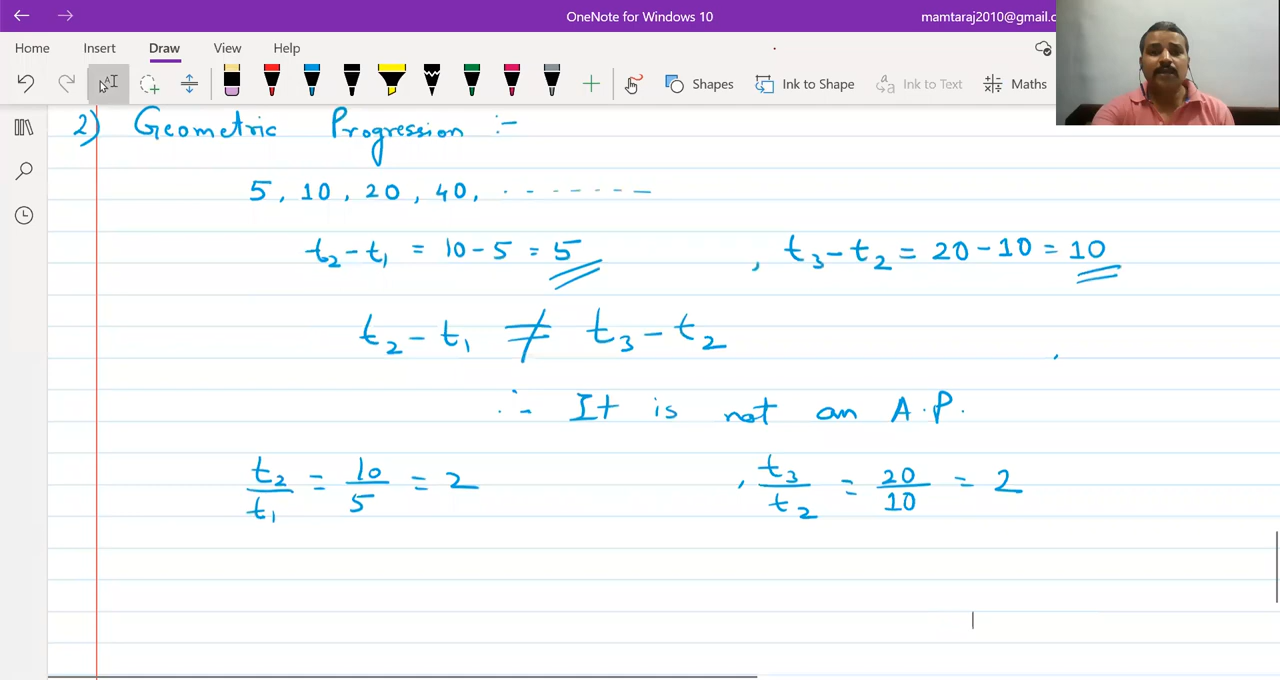 OneNote for Windows 10
mamtaraj2010@gmail.c
Home Insert Draw View Help
Shapes Ink to Shape Ink to Text Maths
2) Geometric Progression :-
5, 10, 20, 40, - - - - - - -
t₂ - t₁ = 10 - 5 = 5 , t₃ - t₂ = 20 - 10 = 10
t₂ - t₁ ≠ t₃ - t₂
∴ It is not an A.P.
t₂/t₁ = 10/5 = 2 , t₃/t₂ = 20/10 = 2